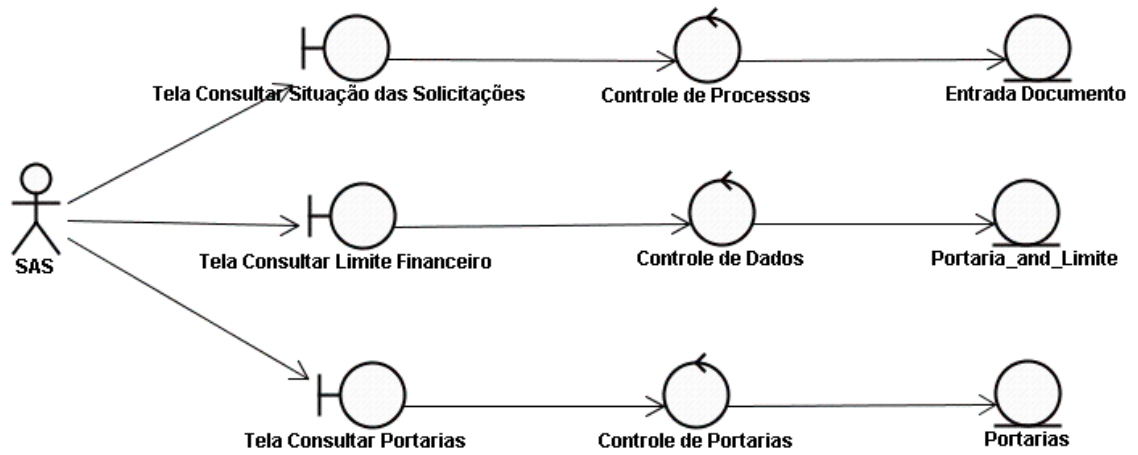 Tela Consultar Situação das Solicitações
Controle de Processos
Entrada Documento
SAS
Tela Consultar Limite Financeiro
Controle de Dados
Portaria_and_Limite
Tela Consultar Portarias
Controle de Portarias
Portarias